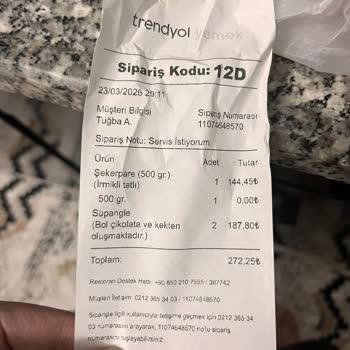 trendyol yemek
Sipariş Kodu: 12D
23/03/2026 20:11
Müşteri Bilgisi Sipariş Numarası
Tuğba A. 11074648570
Sipariş Notu: Servis İstiyorum
Ürün Adet Tutar
Şekerpare (500 gr.) 1 144,45₺
(İrmikli tatlı)
500 gr. 1 0,00₺
Supangle
(Bol çikolata ve kekten 2 187,80₺
oluşmaktadır.)
Toplam: 272,25₺
Restoran Destek Hattı: +90 850 210 7555 / 387742
Müşteri İletişim: 0212 365 34 03 / 11074648570
Siparişle ilgili kullanıcıyla iletişime geçmek için 0212 365 34
03 numarasını arayarak, 11074648570 no'lu sipariş
numarasını tuşlayabilirsiniz.